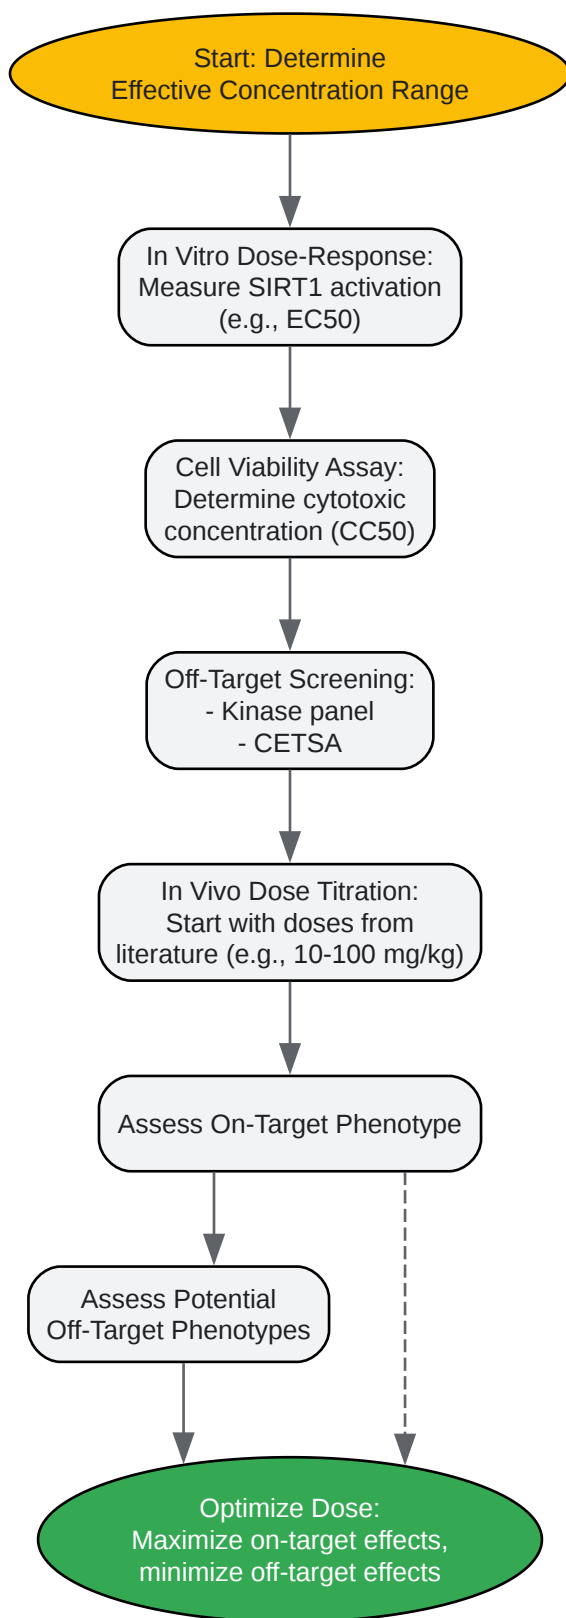 Start: Determine
Effective Concentration Range
In Vitro Dose-Response:
Measure SIRT1 activation
(e.g., EC50)
Cell Viability Assay:
Determine cytotoxic
concentration (CC50)
Off-Target Screening:
- Kinase panel
- CETSA
In Vivo Dose Titration:
Start with doses from
literature (e.g., 10-100 mg/kg)
Assess On-Target Phenotype
Assess Potential
Off-Target Phenotypes
Optimize Dose:
Maximize on-target effects,
minimize off-target effects